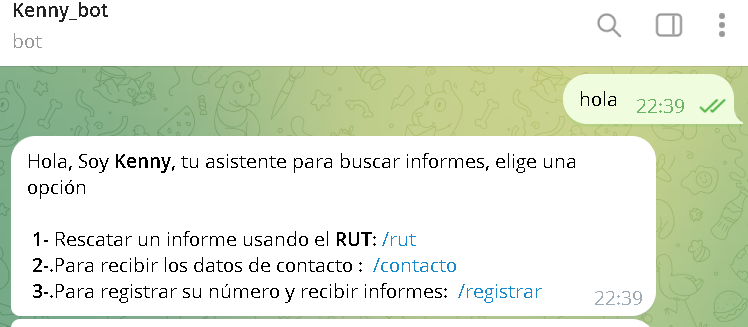 Kenny_bot
bot
hola 22:39
Hola, Soy Kenny, tu asistente para buscar informes, elige una
opción
1- Rescatar un informe usando el RUT: /rut
2-.Para recibir los datos de contacto : /contacto
3-.Para registrar su número y recibir informes: /registrar
22:39